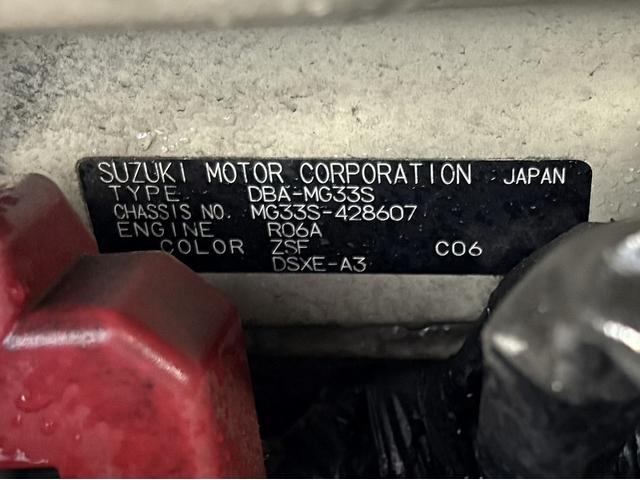 SUZUKI MOTOR CORPORATION JAPAN
TYPE DBA-MG33S
CHASSIS NO. MG33S-428607
ENGINE R06A
COLOR ZSF C06
DSXE-A3